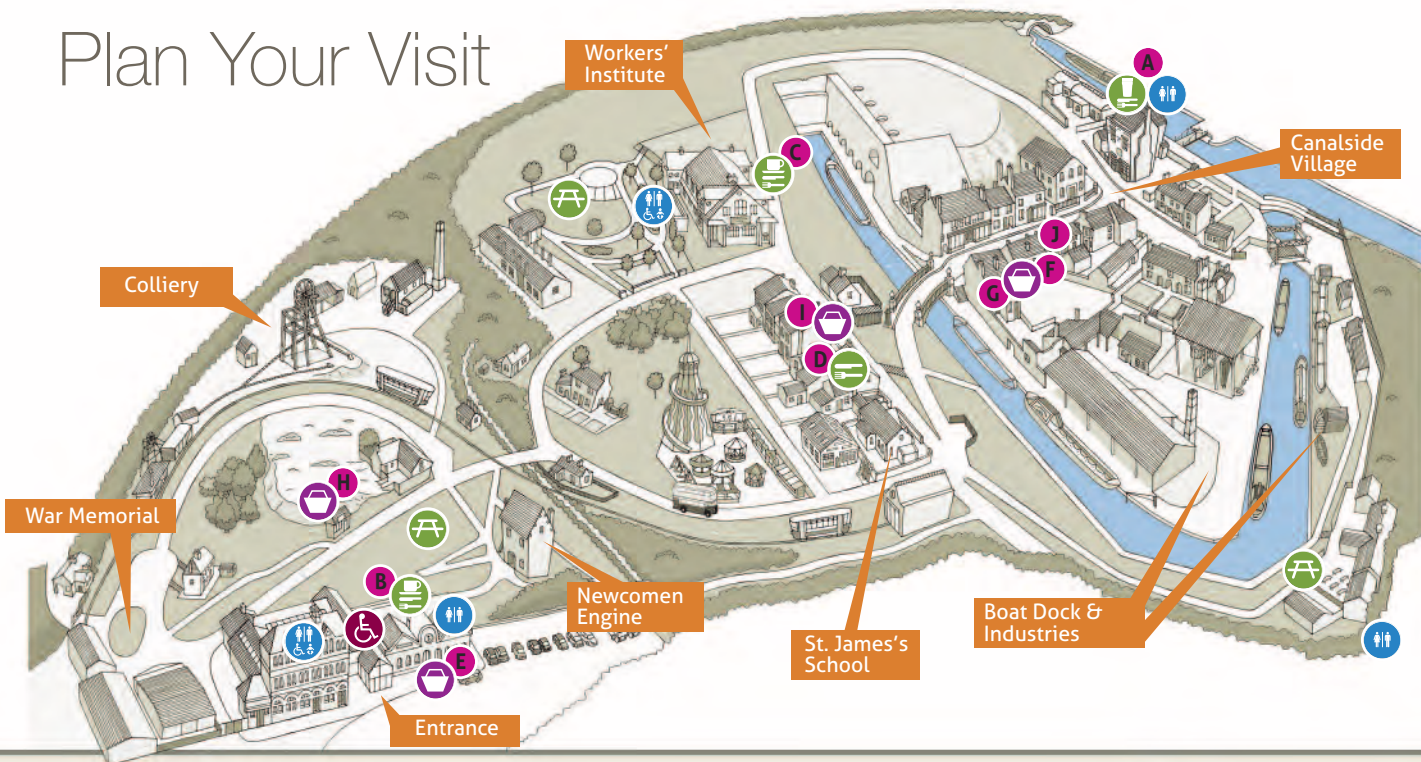 Plan Your Visit
Workers'
Institute
A
Canalside
Village
C
Colliery
J
F
G
I
D
H
War Memorial
B
Newcomen
Engine
St. James's
School
Boat Dock &
Industries
E
Entrance